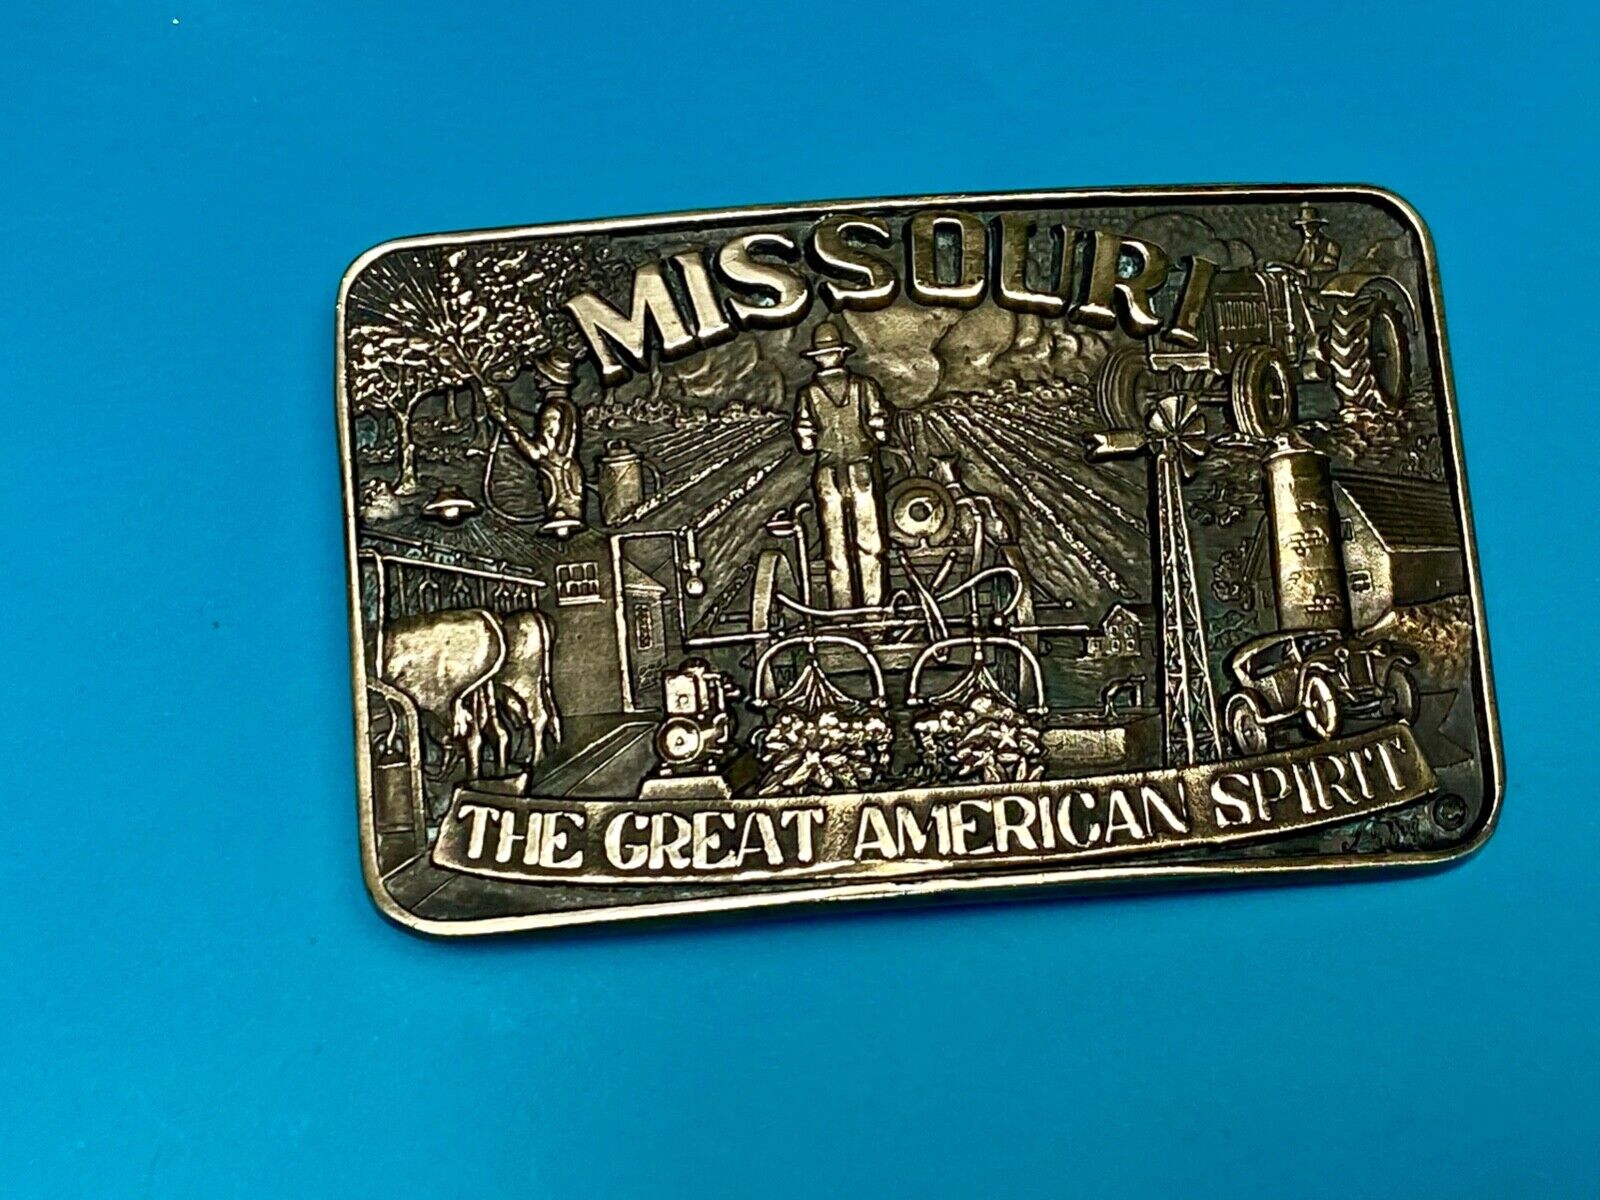 MISSOURI
THE GREAT AMERICAN SPIRIT
©